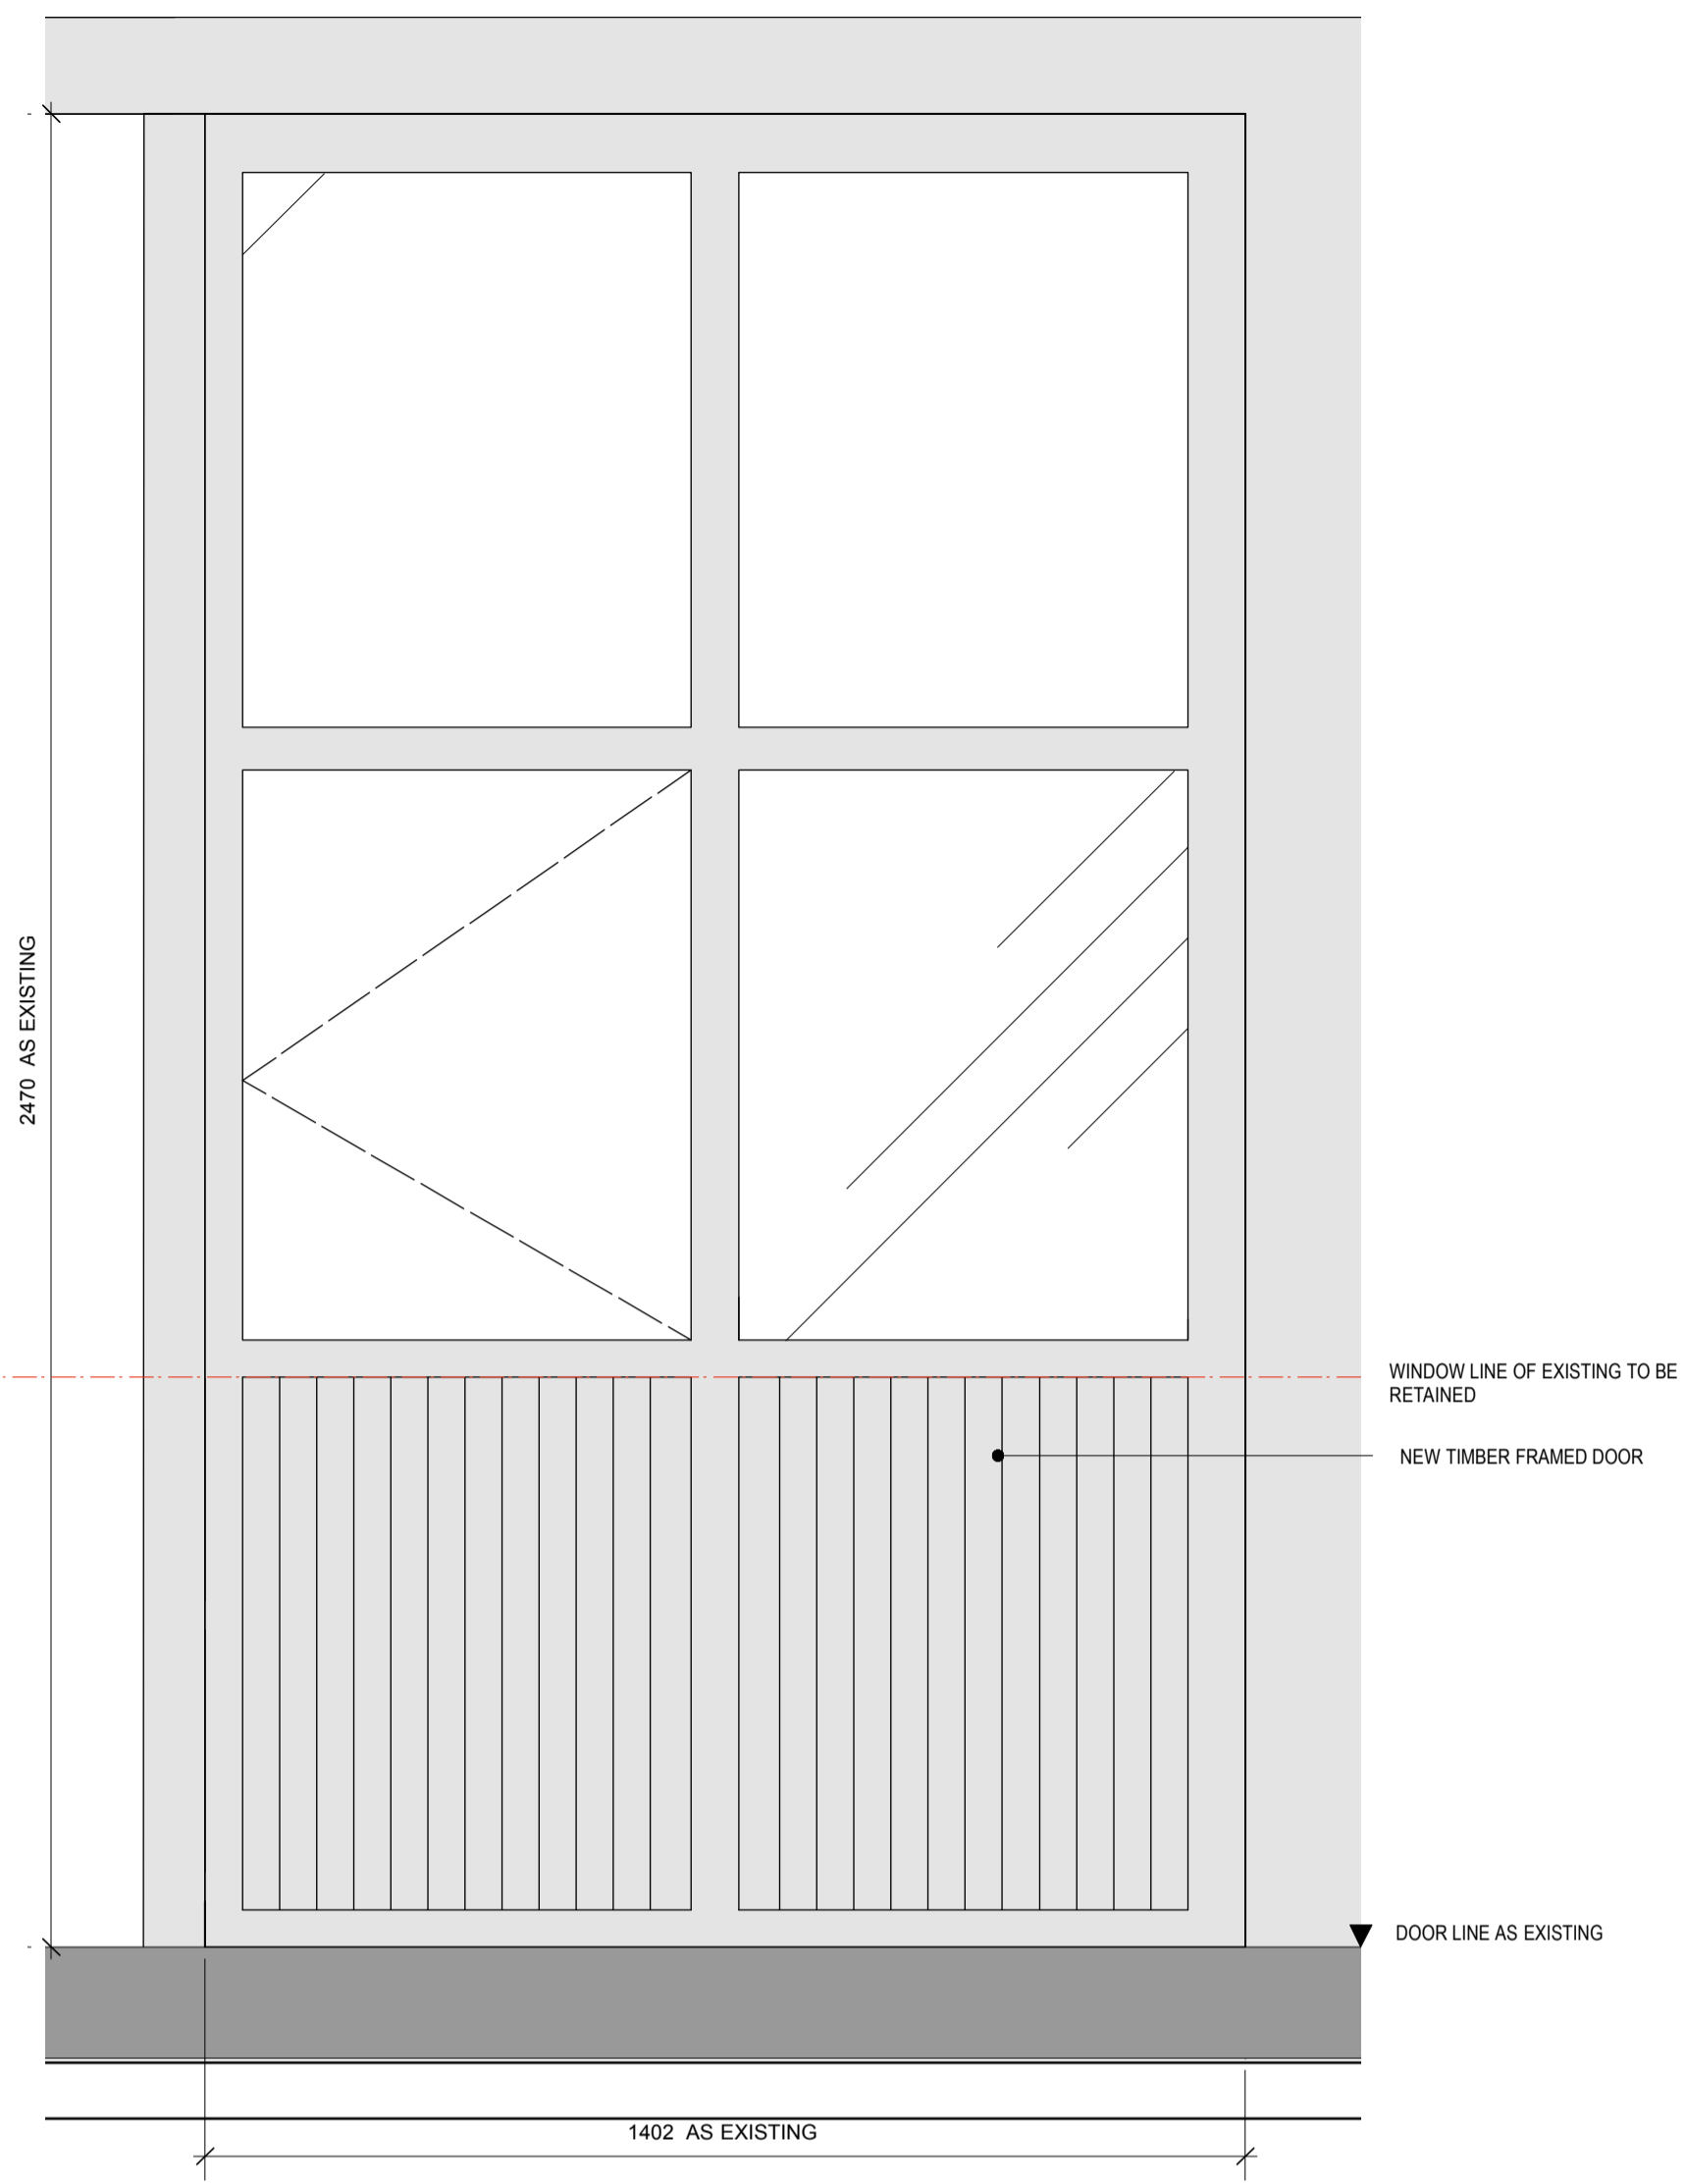 2470 AS EXISTING
WINDOW LINE OF EXISTING TO BE
RETAINED
NEW TIMBER FRAMED DOOR
DOOR LINE AS EXISTING
1402 AS EXISTING